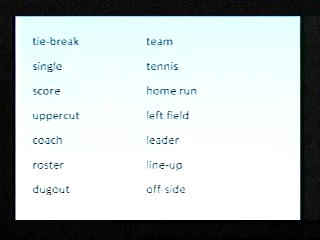 tie-break team
single tennis
score home run
uppercut left field
coach leader
roster line-up
dugout off-side